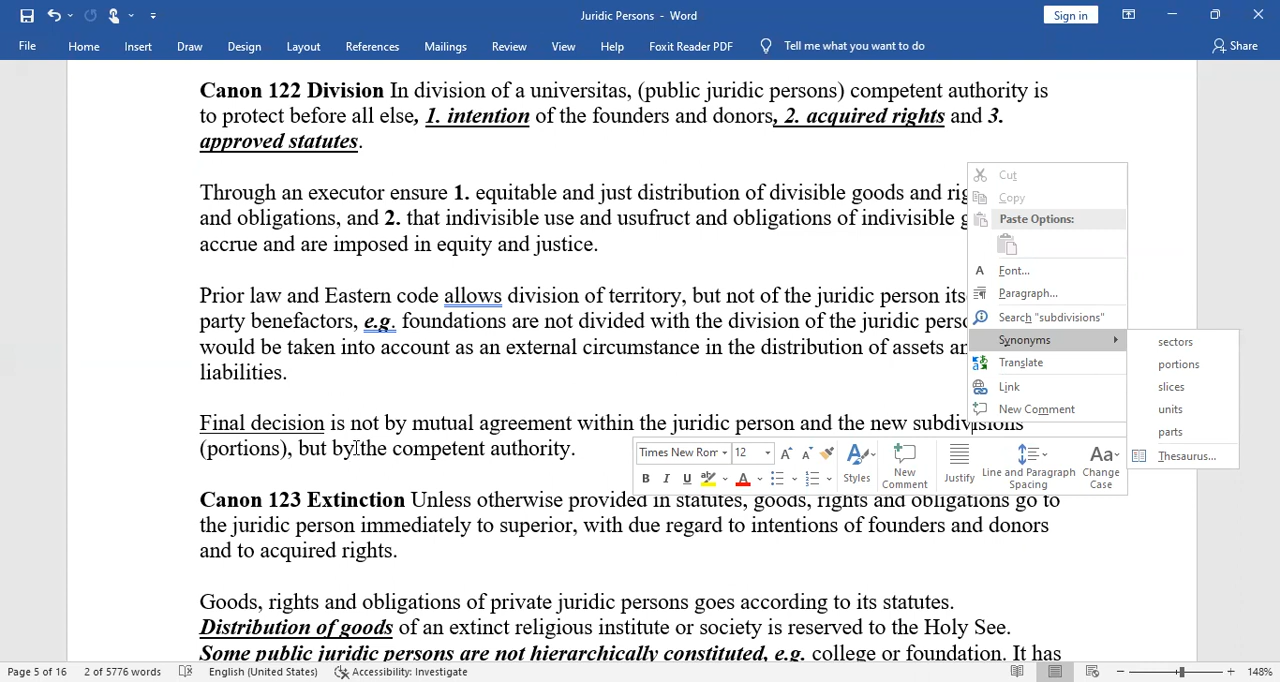 Juridic Persons - Word
Sign in
File Home Insert Draw Design Layout References Mailings Review View Help Foxit Reader PDF Tell me what you want to do Share
Canon 122 Division In division of a universitas, (public juridic persons) competent authority is
to protect before all else, 1. intention of the founders and donors, 2. acquired rights and 3.
approved statutes.
Through an executor ensure 1. equitable and just distribution of divisible goods and
and obligations, and 2. that indivisible use and usufruct and obligations of indivisible
accrue and are imposed in equity and justice.
Prior law and Eastern code allows division of territory, but not of the juridic person
party benefactors, e.g. foundations are not divided with the division of the juridic
would be taken into account as an external circumstance in the distribution of assets
liabilities.
Final decision is not by mutual agreement within the juridic person and the new subdivisions
(portions), but by the competent authority.
Canon 123 Extinction Unless otherwise provided in statutes, goods, rights and obligations go to
the juridic person immediately to superior, with due regard to intentions of founders and donors
and to acquired rights.
Goods, rights and obligations of private juridic persons goes according to its statutes.
Distribution of goods of an extinct religious institute or society is reserved to the Holy See.
Some public juridic persons are not hierarchically constituted, e.g. college or foundation. It has
Cut
Copy
Paste Options:
Font...
Paragraph...
Search "subdivisions"
Synonyms
Translate
Link
New Comment
sectors
portions
slices
units
parts
Thesaurus...
Times New Ror 12
B I U
Styles
New
Comment
Justify
Line and Paragraph
Spacing
Change
Case
Page 5 of 16 2 of 5776 words English (United States) Accessibility: Investigate 148%